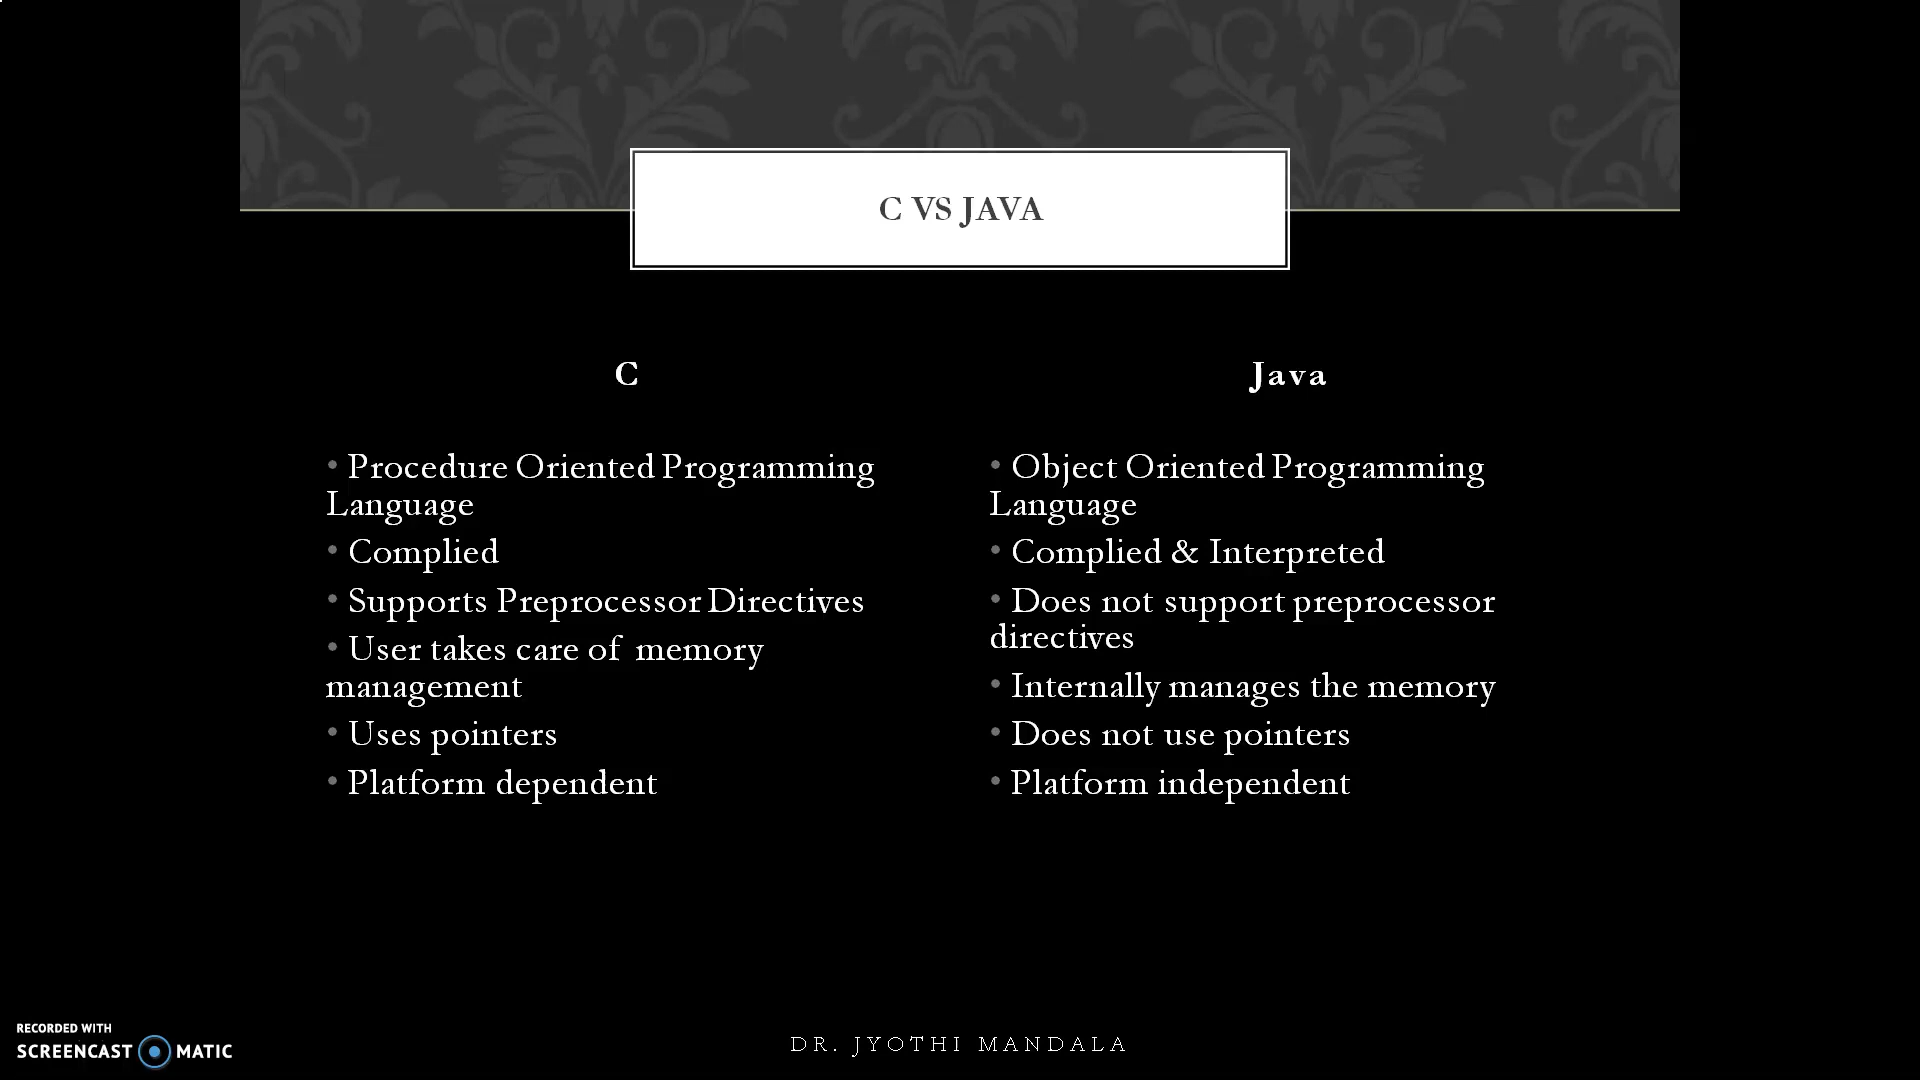 C VS JAVA
C
• Procedure Oriented Programming
Language
• Complied
• Supports Preprocessor Directives
• User takes care of memory
management
• Uses pointers
• Platform dependent
Java
• Object Oriented Programming
Language
• Complied & Interpreted
• Does not support preprocessor
directives
• Internally manages the memory
• Does not use pointers
• Platform independent
RECORDED WITH
SCREENCAST MATIC
DR. JYOTHI MANDALA